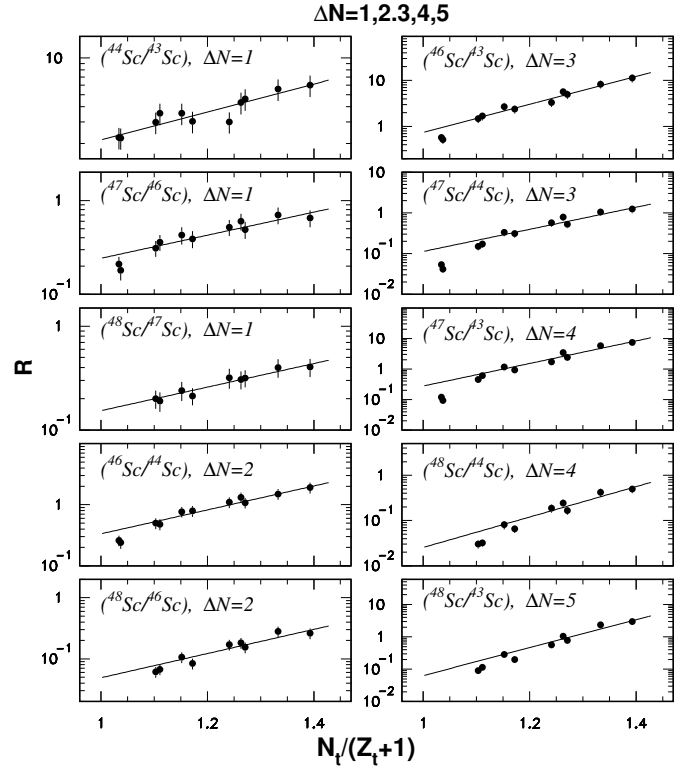 ΔN=1,2.3,4,5
(⁴⁴Sc/⁴³Sc), ΔN=1
10
(⁴⁶Sc/⁴³Sc), ΔN=3
10
1
(⁴⁷Sc/⁴⁶Sc), ΔN=1
1
10⁻¹
(⁴⁷Sc/⁴⁴Sc), ΔN=3
10
1
10⁻¹
10⁻²
(⁴⁸Sc/⁴⁷Sc), ΔN=1
1
10⁻¹
(⁴⁷Sc/⁴³Sc), ΔN=4
10
1
10⁻¹
10⁻²
(⁴⁶Sc/⁴⁴Sc), ΔN=2
1
10⁻¹
(⁴⁸Sc/⁴⁴Sc), ΔN=4
1
10⁻¹
10⁻²
(⁴⁸Sc/⁴⁶Sc), ΔN=2
1
10⁻¹
(⁴⁸Sc/⁴³Sc), ΔN=5
10
1
10⁻¹
10⁻²
R
1 1.2 1.4
1 1.2 1.4
Nₜ/(Zₜ+1)